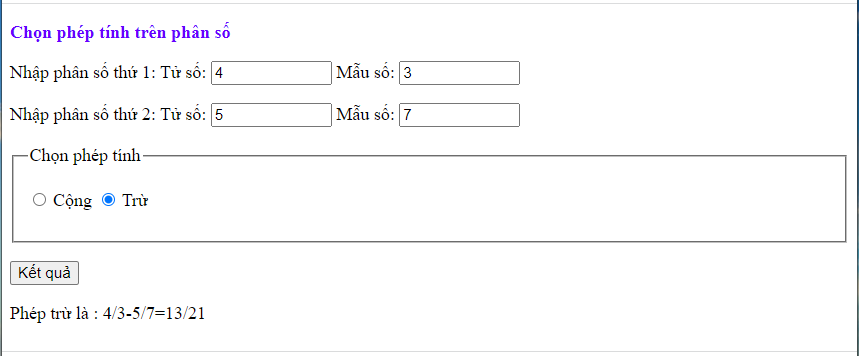 Chọn phép tính trên phân số
Nhập phân số thứ 1: Tử số: 4 Mẫu số: 3
Nhập phân số thứ 2: Tử số: 5 Mẫu số: 7
Chọn phép tính
Cộng Trừ
Kết quả
Phép trừ là : 4/3-5/7=13/21